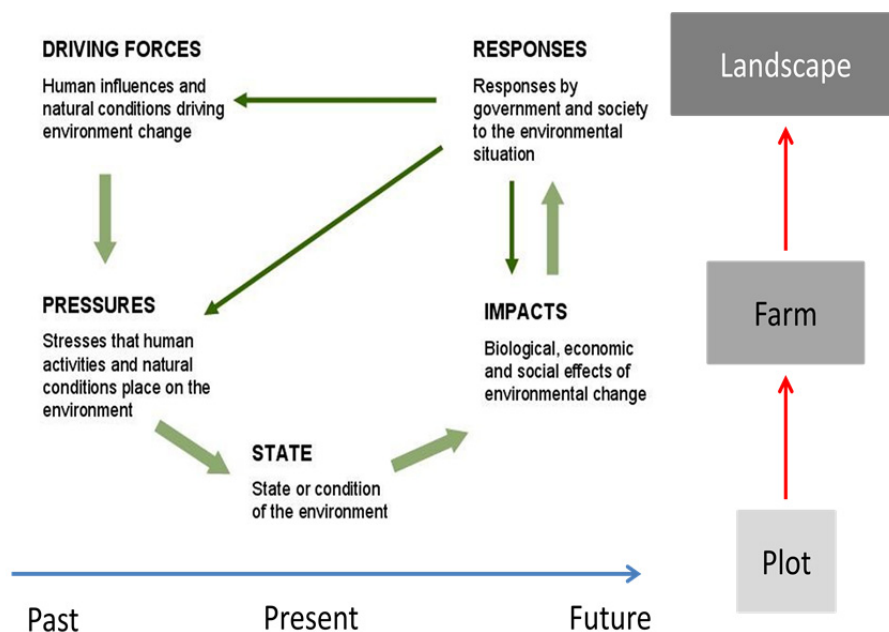 DRIVING FORCES
Human influences and
natural conditions driving
environment change
RESPONSES
Responses by
government and society
to the environmental
situation
PRESSURES
Stresses that human
activities and natural
conditions place on the
environment
IMPACTS
Biological, economic
and social effects of
environmental change
STATE
State or condition
of the environment
Past
Present
Future
Landscape
Farm
Plot